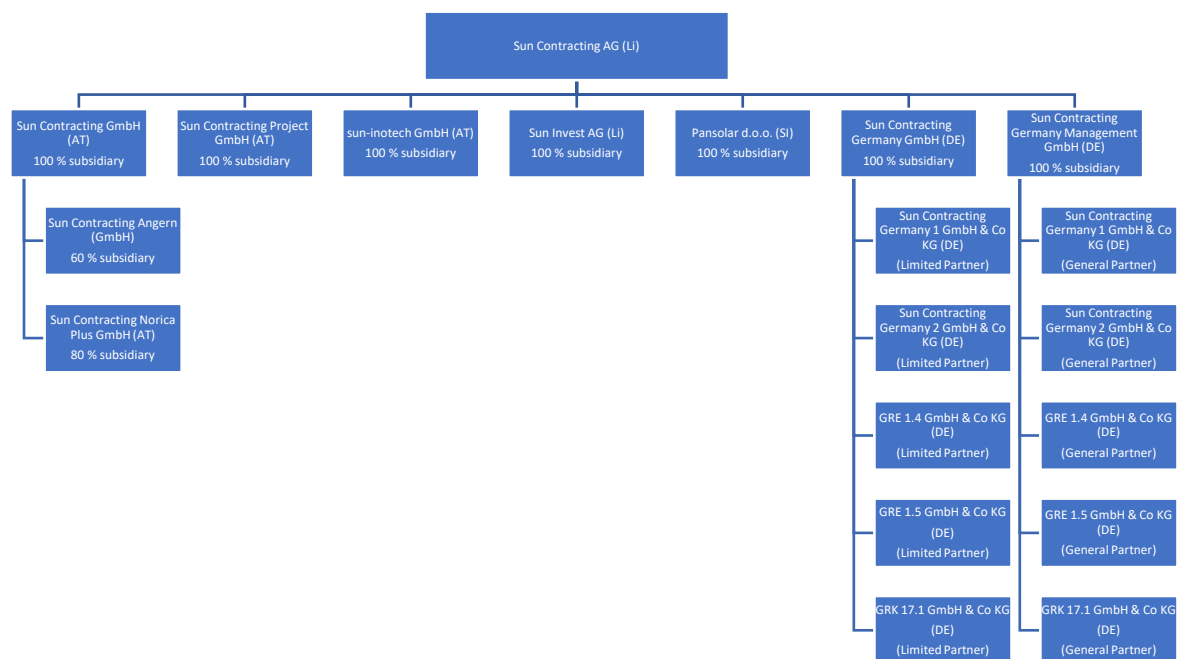 Sun Contracting AG (Li)
Sun Contracting GmbH
(AT)
100 % subsidiary
Sun Contracting Project
GmbH (AT)
100 % subsidiary
sun-inotech GmbH (AT)
100 % subsidiary
Sun Invest AG (Li)
100 % subsidiary
Pansolar d.o.o. (SI)
100 % subsidiary
Sun Contracting
Germany GmbH (DE)
100 % subsidiary
Sun Contracting
Germany Management
GmbH (DE)
100 % subsidiary
Sun Contracting Angern
(GmbH)
60 % subsidiary
Sun Contracting Norica
Plus GmbH (AT)
80 % subsidiary
Sun Contracting
Germany 1 GmbH & Co
KG (DE)
(Limited Partner)
Sun Contracting
Germany 2 GmbH & Co
KG (DE)
(Limited Partner)
GRE 1.4 GmbH & Co KG
(DE)
(Limited Partner)
GRE 1.5 GmbH & Co KG
(DE)
(Limited Partner)
GRK 17.1 GmbH & Co KG
(DE)
(Limited Partner)
Sun Contracting
Germany 1 GmbH & Co
KG (DE)
(General Partner)
Sun Contracting
Germany 2 GmbH & Co
KG (DE)
(General Partner)
GRE 1.4 GmbH & Co KG
(DE)
(General Partner)
GRE 1.5 GmbH & Co KG
(DE)
(General Partner)
GRK 17.1 GmbH & Co KG
(DE)
(General Partner)